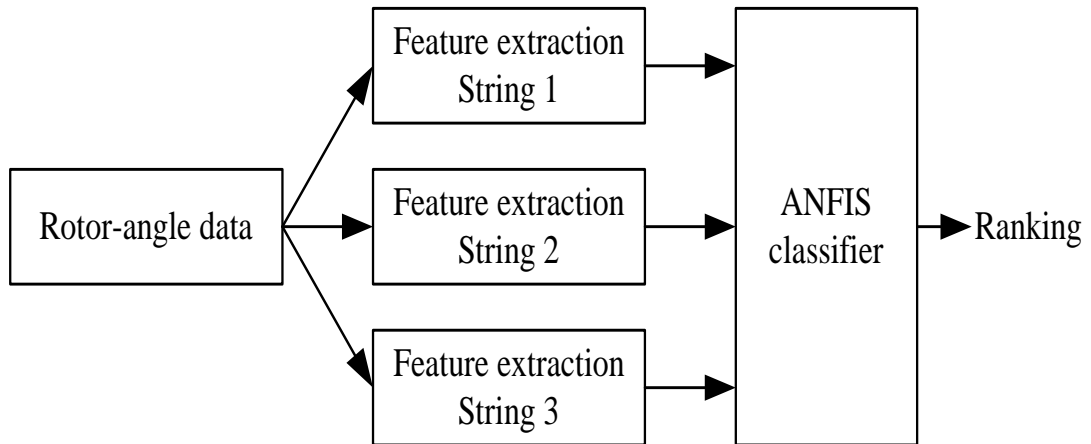 Feature extraction
String 1
Rotor-angle data
Feature extraction
String 2
Feature extraction
String 3
ANFIS
classifier
Ranking